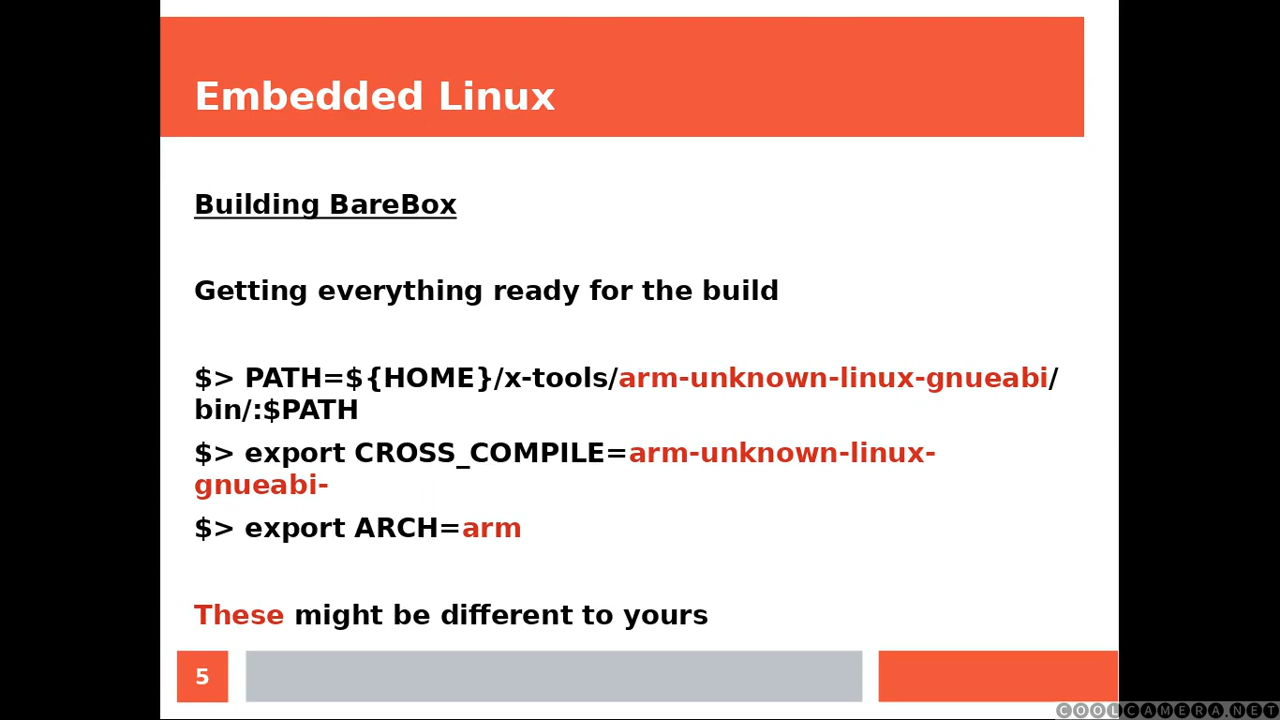 Embedded Linux
Building BareBox
Getting everything ready for the build
$> PATH=${HOME}/x-tools/arm-unknown-linux-gnueabi/
bin/:$PATH
$> export CROSS_COMPILE=arm-unknown-linux-
gnueabi-
$> export ARCH=arm
These might be different to yours
5
COOLCAMERA.NET